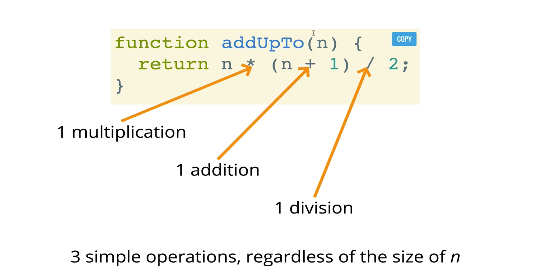 function addUpTo(n) {
COPY
return n * (n + 1) / 2;
}
1 multiplication
1 addition
1 division
3 simple operations, regardless of the size of n